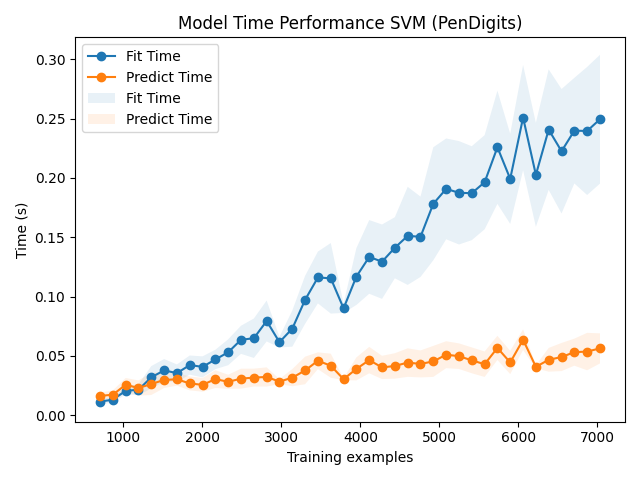 Model Time Performance SVM (PenDigits)
Fit Time
Predict Time
Fit Time
Predict Time
0.30
0.25
0.20
0.15
0.10
0.05
0.00
Time (s)
1000 2000 3000 4000 5000 6000 7000
Training examples